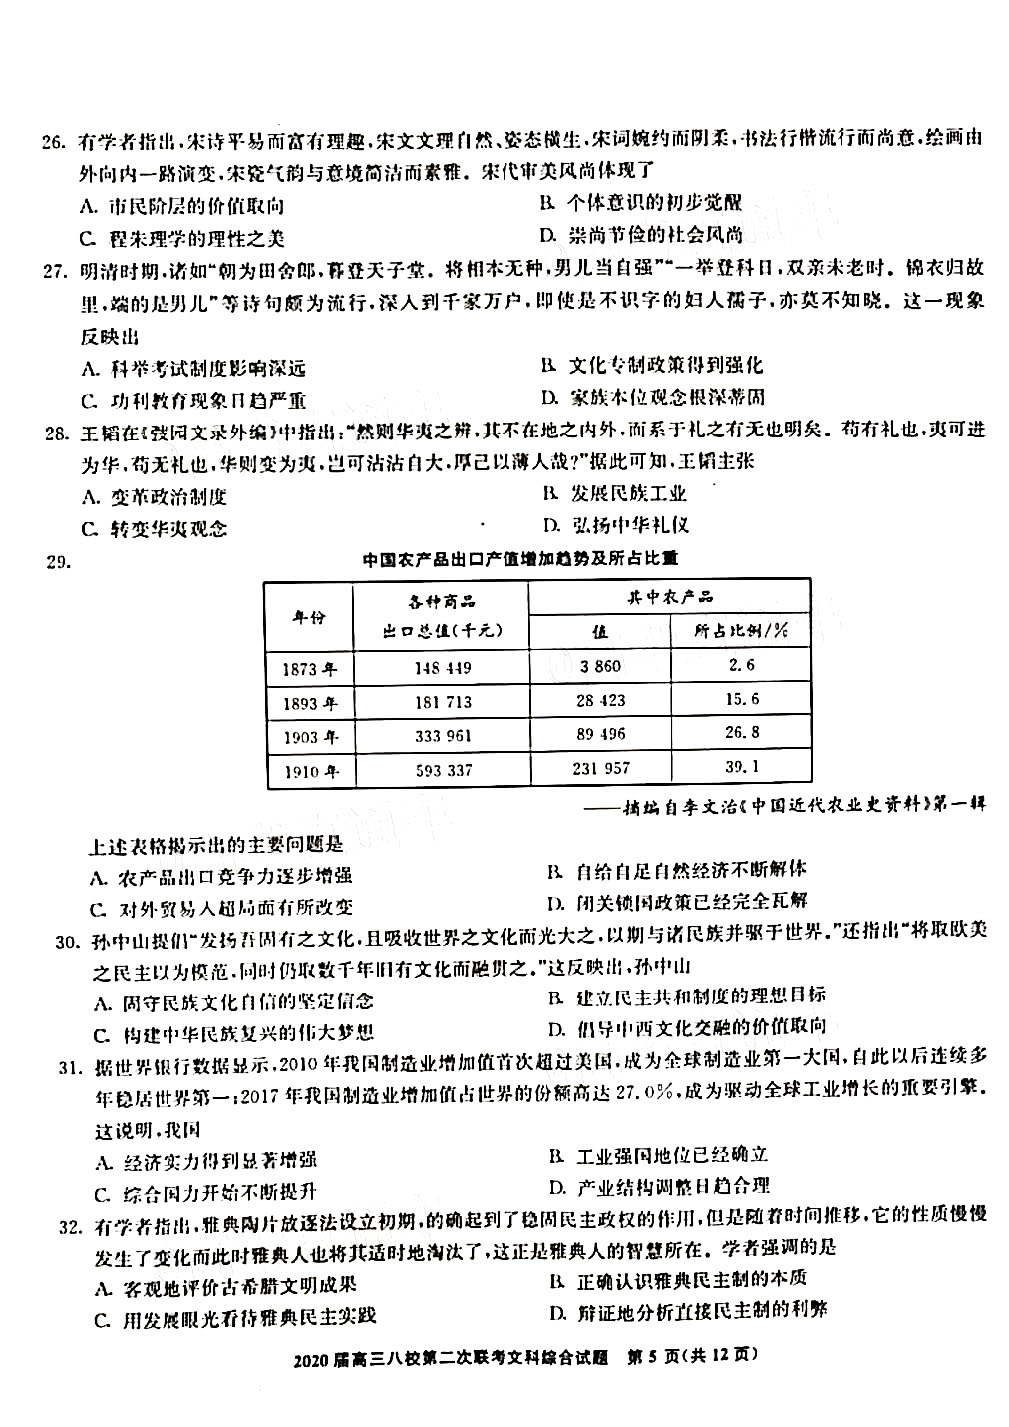 26. 有学者指出,宋诗平易而富有理趣,宋文文理自然、姿态横生,宋词婉约而阴柔,书法行楷流行而尚意,绘画由
外向内一路演变,宋瓷气韵与意境简洁而素雅。宋代审美风尚体现了
A. 市民阶层的价值取向 B. 个体意识的初步觉醒
C. 程朱理学的理性之美 D. 崇尚节俭的社会风尚
27. 明清时期,诸如“朝为田舍郎,暮登天子堂。将相本无种,男儿当自强”“一举登科日,双亲未老时。锦衣归故
里,端的是男儿”等诗句颇为流行,深入到千家万户,即使是不识字的妇人孺子,亦莫不知晓。这一现象
反映出
A. 科举考试制度影响深远 B. 文化专制政策得到强化
C. 功利教育现象日趋严重 D. 家族本位观念根深蒂固
28. 王韬在《弢园文录外编》中指出:“然则华夷之辨,其不在地之内外,而系于礼之有无也明矣。苟有礼也,夷可进
为华,苟无礼也,华则变为夷,岂可沾沾自大,厚己以薄人哉?”据此可知,王韬主张
A. 变革政治制度 B. 发展民族工业
C. 转变华夷观念 D. 弘扬中华礼仪
29. 中国农产品出口产值增加趋势及所占比重
年份 各种商品出口总值(千元) 其中农产品
值 所占比例/%
1873 年 148 449 3 860 2.6
1893 年 181 713 28 423 15.6
1903 年 333 961 89 496 26.8
1910 年 593 337 231 957 39.1
——摘编自李文治《中国近代农业史资料》第一辑
上述表格揭示出的主要问题是
A. 农产品出口竞争力逐步增强 B. 自给自足自然经济不断解体
C. 对外贸易入超局面有所改变 D. 闭关锁国政策已经完全瓦解
30. 孙中山提倡“发扬吾固有之文化,且吸收世界之文化而光大之,以期与诸民族并驱于世界。”还指出“将取欧美
之民主以为模范,同时仍取数千年旧有文化而融贯之。”这反映出,孙中山
A. 固守民族文化自信的坚定信念 B. 建立民主共和制度的理想目标
C. 构建中华民族复兴的伟大梦想 D. 倡导中西文化交融的价值取向
31. 据世界银行数据显示,2010 年我国制造业增加值首次超过美国,成为全球制造业第一大国,自此以后连续多
年稳居世界第一;2017 年我国制造业增加值占世界的份额高达 27.0%,成为驱动全球工业增长的重要引擎。
这说明,我国
A. 经济实力得到显著增强 B. 工业强国地位已经确立
C. 综合国力开始不断提升 D. 产业结构调整日趋合理
32. 有学者指出,雅典陶片放逐法设立初期,的确起到了稳固民主政权的作用,但是随着时间推移,它的性质慢慢
发生了变化而此时雅典人也将其适时地淘汰了,这正是雅典人的智慧所在。学者强调的是
A. 客观地评价古希腊文明成果 B. 正确认识雅典民主制的本质
C. 用发展眼光看待雅典民主实践 D. 辩证地分析直接民主制的利弊
2020 届高三八校第二次联考文科综合试题 第 5 页(共 12 页)